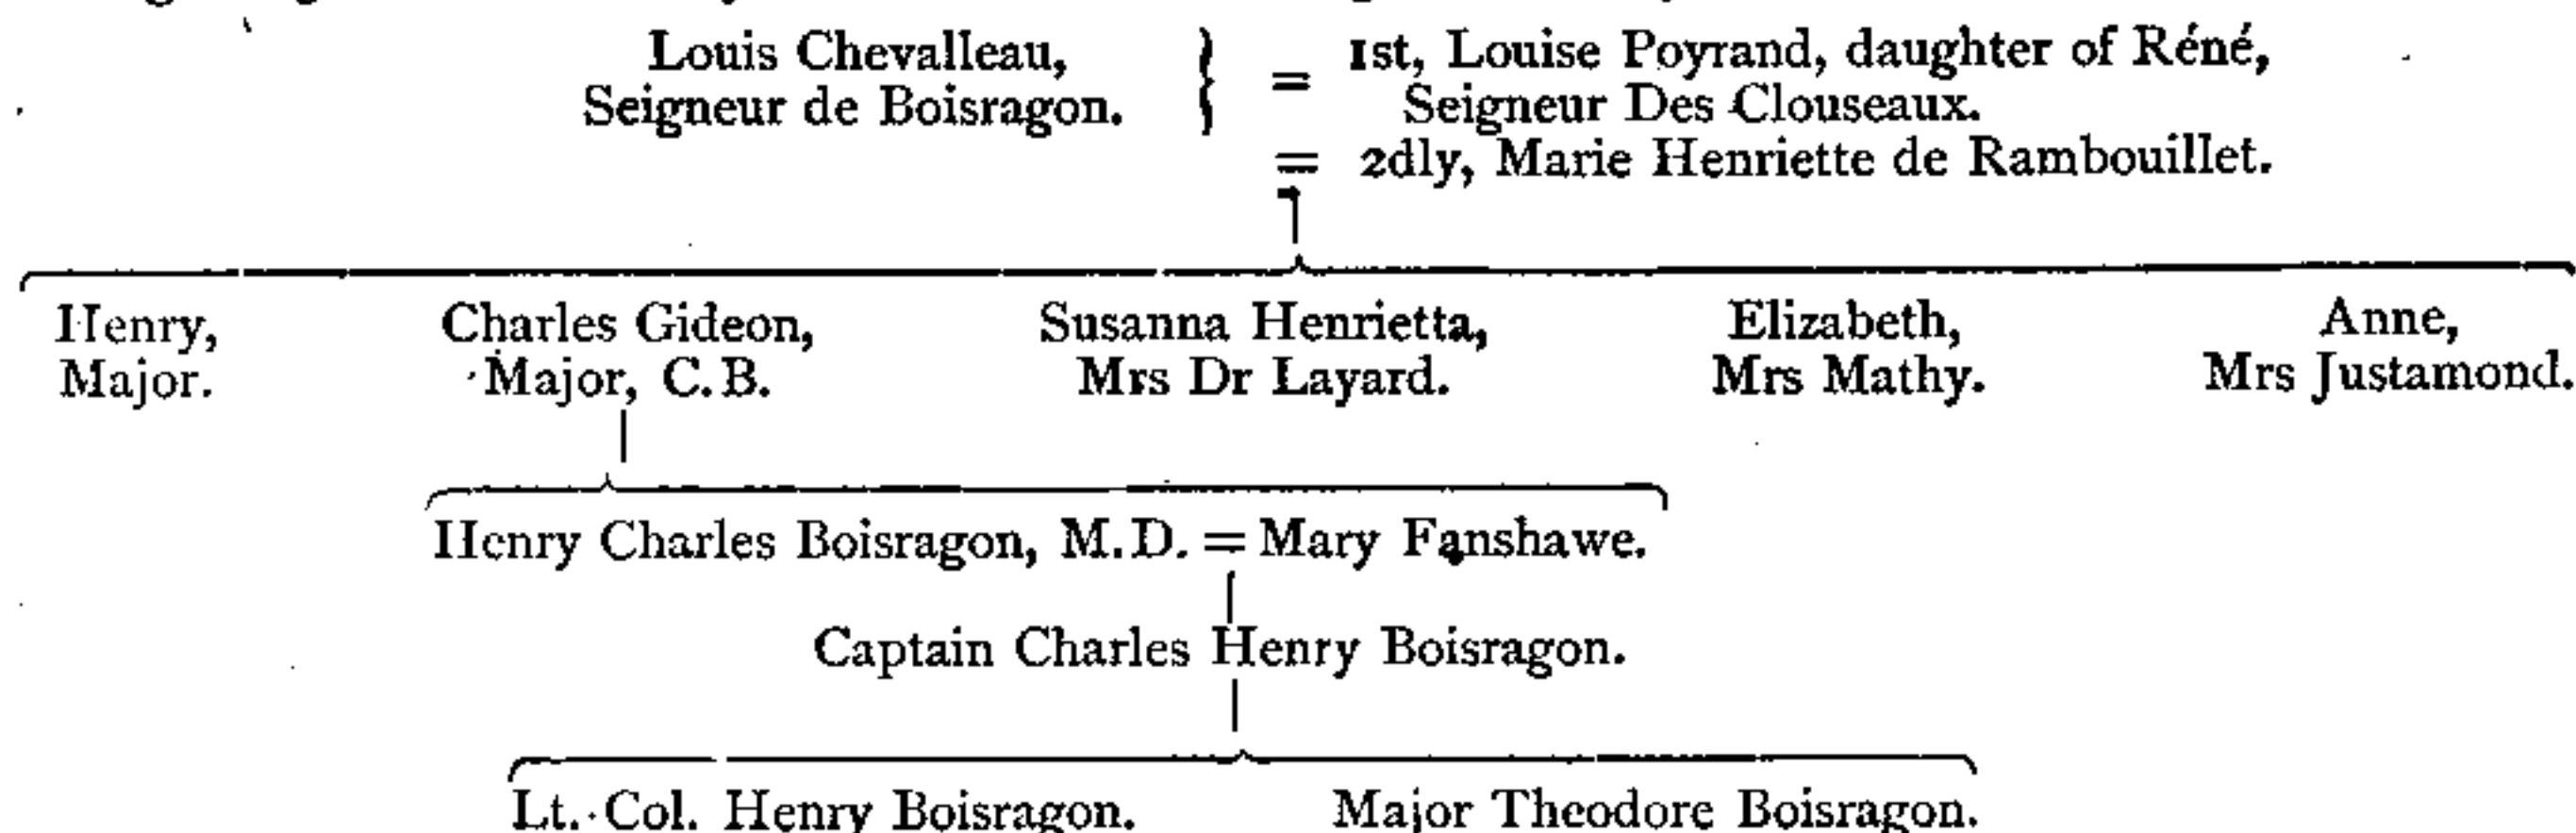 Louis Chevalleau, } = 1st, Louise Poyrand, daughter of Réné,
Seigneur de Boisragon. Seigneur Des Clouseaux.
= 2dly, Marie Henriette de Rambouillet.
Henry, Charles Gideon, Susanna Henrietta, Elizabeth, Anne,
Major. Major, C.B. Mrs Dr Layard. Mrs Mathy. Mrs Justamond.
Henry Charles Boisragon, M.D. = Mary Fanshawe.
Captain Charles Henry Boisragon.
Lt. Col. Henry Boisragon. Major Theodore Boisragon.